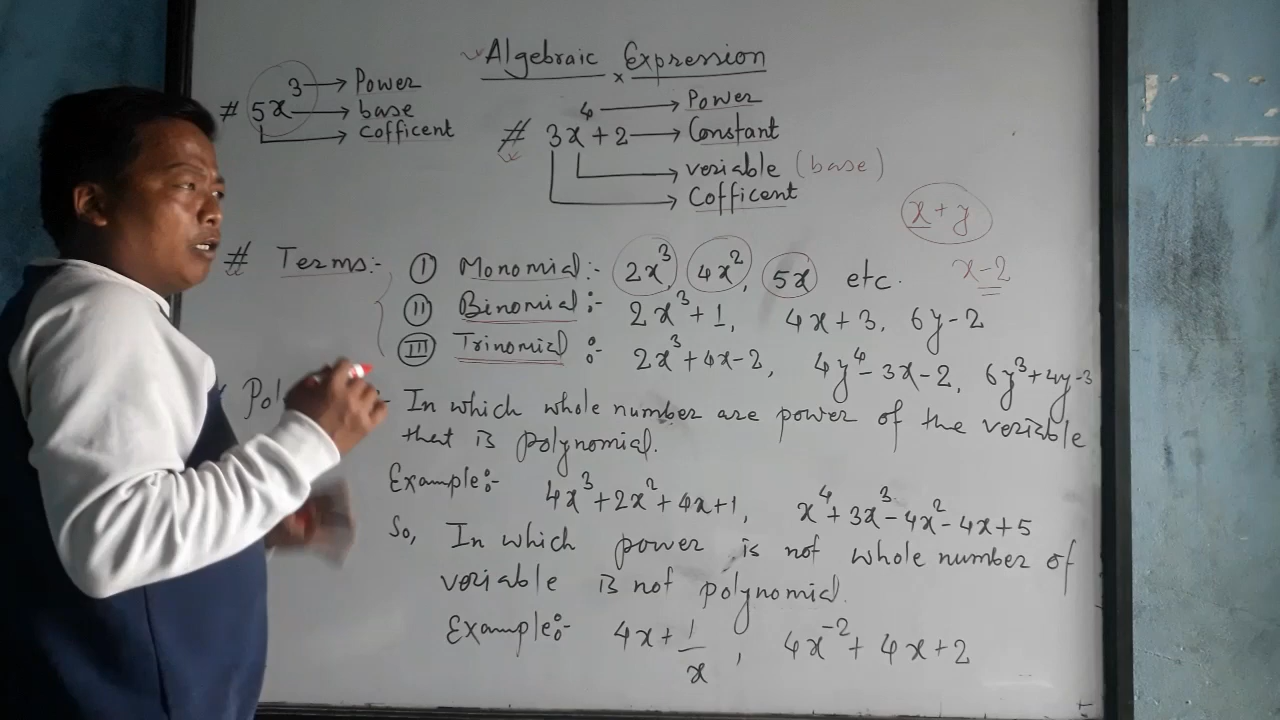 Algebraic Expression
# 5x³ → Power
→ base
→ cofficent
# 3x⁴ + 2 → Power
→ Constant
→ veriable (base)
→ Cofficent
x + y
# Terms:- (I) Monomial:- 2x³, 4x², 5x etc. x - 2
(II) Binomial:- 2x³ + 1, 4x + 3, 6y - 2
(III) Trinomial:- 2x³ + 4x - 2, 4y⁴ - 3x - 2, 6y³ + 4y - 3
Pol :- In which whole number are power of the veriable
that is polynomial.
Example:- 4x³ + 2x² + 4x + 1, x⁴ + 3x³ - 4x² - 4x + 5
So, In which power is not whole number of
veriable is not polynomial.
Example:- 4x + 1/x, 4x⁻² + 4x + 2